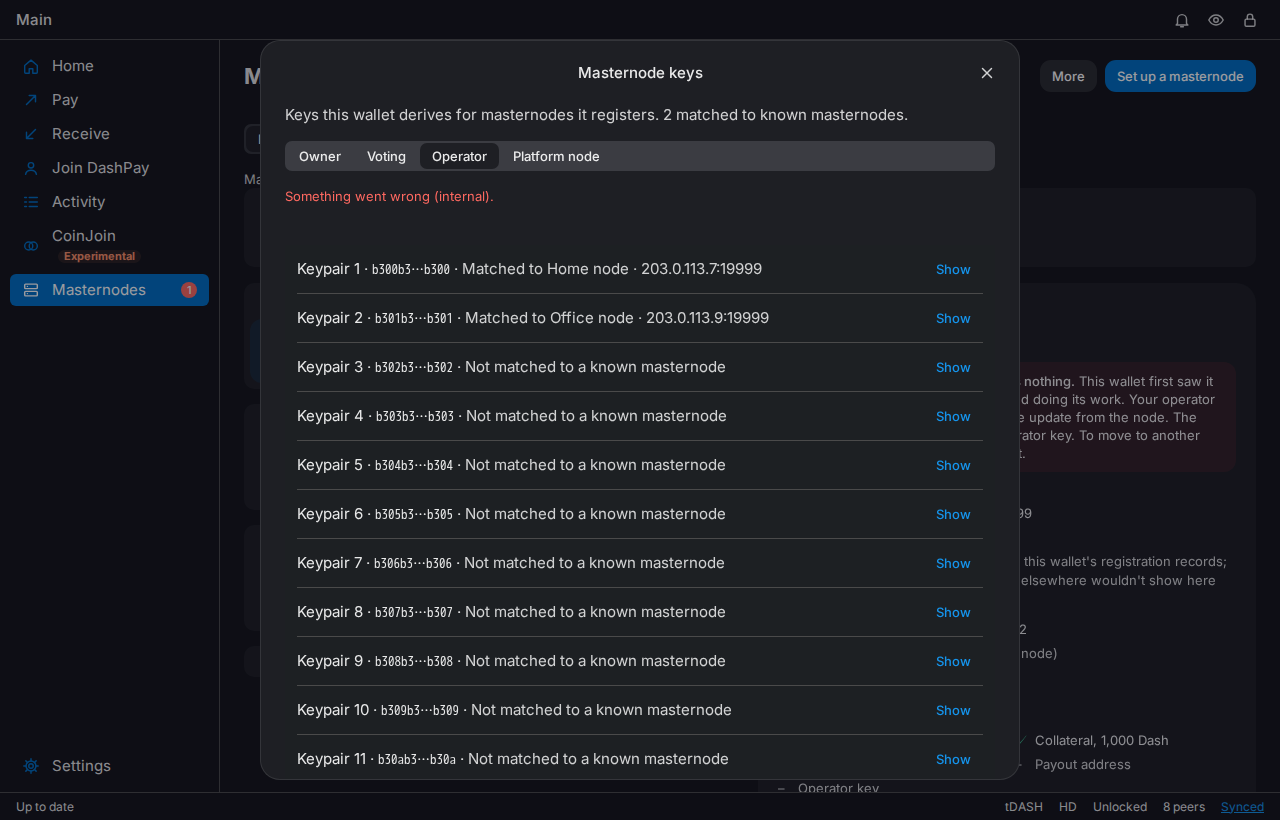 Main
Home
Pay
Receive
Join DashPay
Activity
CoinJoin
Experimental
Masternodes
1
Settings
More
Set up a masternode
Masternode keys
Keys this wallet derives for masternodes it registers. 2 matched to known masternodes.
Owner
Voting
Operator
Platform node
Something went wrong (internal).
Keypair 1 · b300b3···b300 · Matched to Home node · 203.0.113.7:19999
Show
Keypair 2 · b301b3···b301 · Matched to Office node · 203.0.113.9:19999
Show
Keypair 3 · b302b3···b302 · Not matched to a known masternode
Show
Keypair 4 · b303b3···b303 · Not matched to a known masternode
Show
Keypair 5 · b304b3···b304 · Not matched to a known masternode
Show
Keypair 6 · b305b3···b305 · Not matched to a known masternode
Show
Keypair 7 · b306b3···b306 · Not matched to a known masternode
Show
Keypair 8 · b307b3···b307 · Not matched to a known masternode
Show
Keypair 9 · b308b3···b308 · Not matched to a known masternode
Show
Keypair 10 · b309b3···b309 · Not matched to a known masternode
Show
Keypair 11 · b30ab3···b30a · Not matched to a known masternode
Show
nothing. This wallet first saw it
doing its work. Your operator
update from the node. The
key. To move to another
99
this wallet's registration records;
elsewhere wouldn't show here
2
node)
Collateral, 1,000 Dash
Payout address
– Operator key
Up to date
tDASH
HD
Unlocked
8 peers
Synced